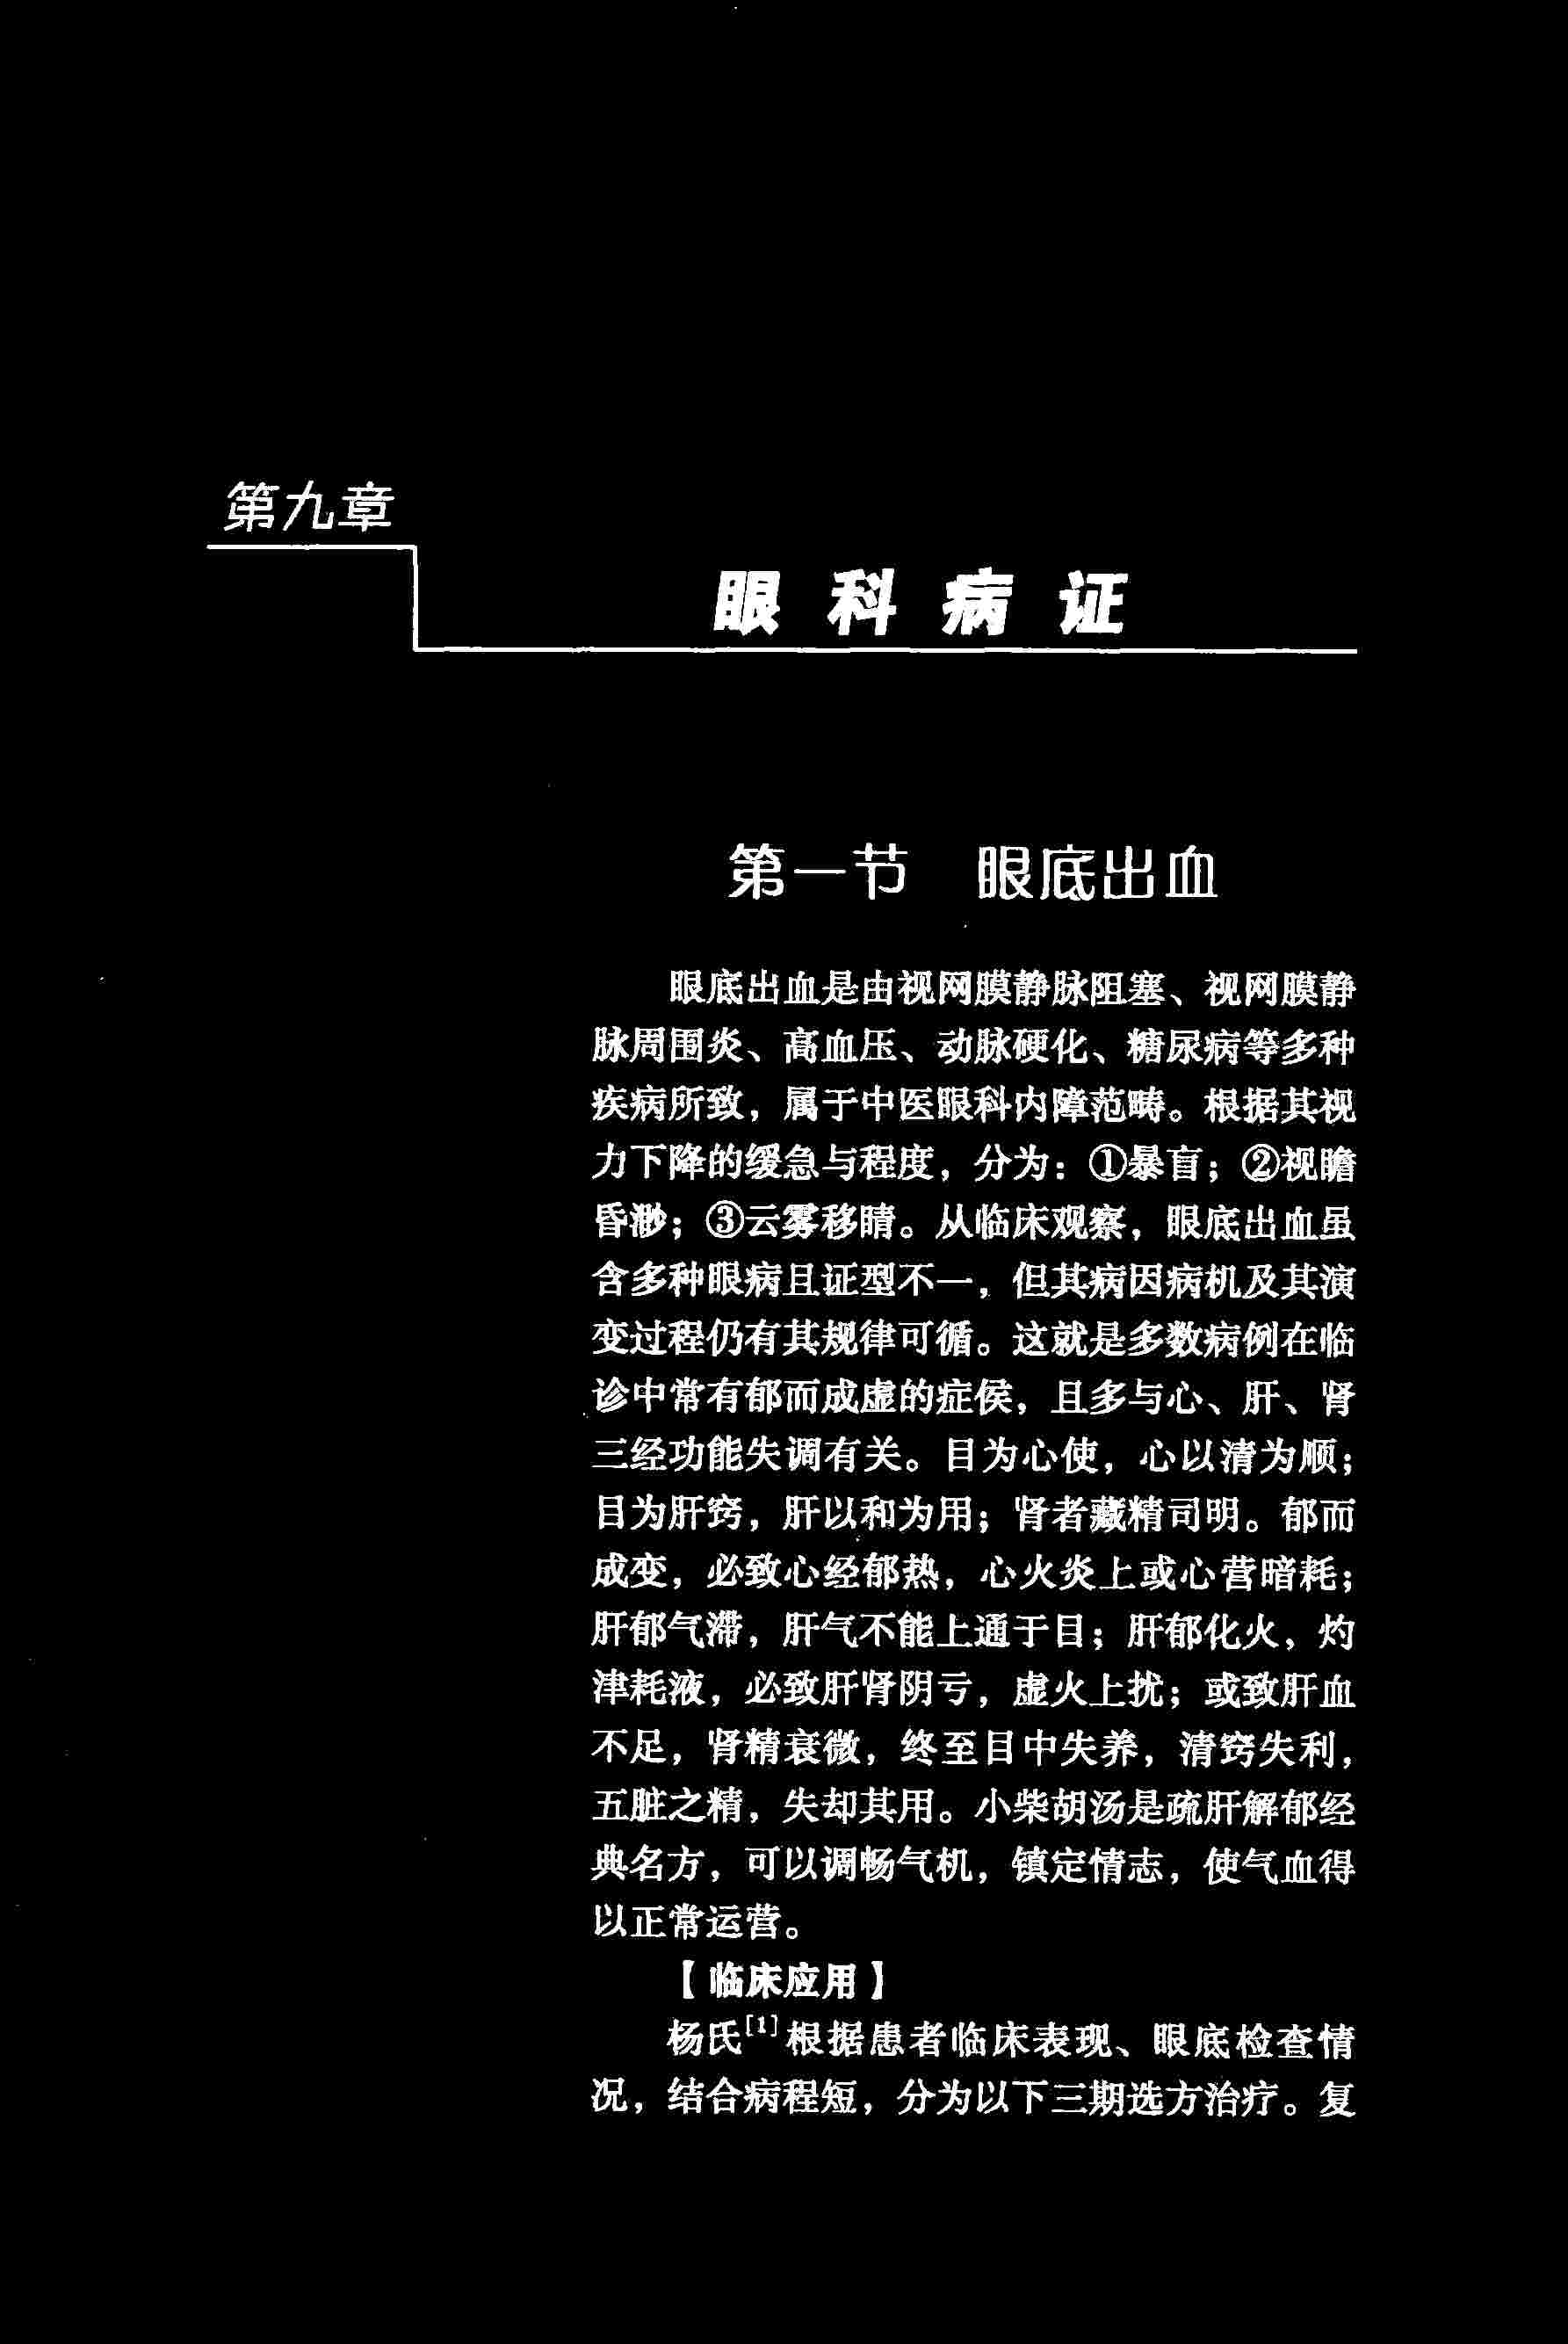 第九章
眼科病证
第一节 眼底出血
眼底出血是由视网膜静脉阻塞、视网膜静
脉周围炎、高血压、动脉硬化、糖尿病等多种
疾病所致，属于中医眼科内障范畴。根据其视
力下降的缓急与程度，分为：①暴盲；②视瞻
昏渺；③云雾移睛。从临床观察，眼底出血虽
含多种眼病且证型不一，但其病因病机及其演
变过程仍有其规律可循。这就是多数病例在临
诊中常有郁而成虚的症侯，且多与心、肝、肾
三经功能失调有关。目为心使，心以清为顺；
目为肝窍，肝以和为用；肾者藏精司明。郁而
成变，必致心经郁热，心火炎上或心营暗耗；
肝郁气滞，肝气不能上通于目；肝郁化火，灼
津耗液，必致肝肾阴亏，虚火上扰；或致肝血
不足，肾精衰微，终至目中失养，清窍失利，
五脏之精，失却其用。小柴胡汤是疏肝解郁经
典名方，可以调畅气机，镇定情志，使气血得
以正常运营。
【临床应用】
杨氏[1]根据患者临床表现、眼底检查情
况，结合病程短，分为以下三期选方治疗。复